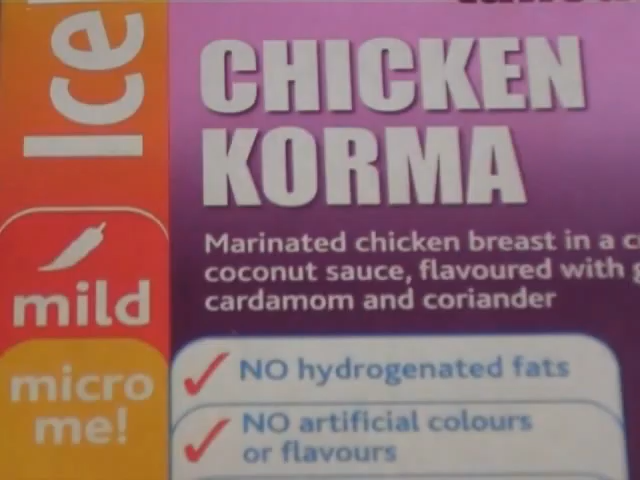 Ice
CHICKEN
KORMA
Marinated chicken breast in a
coconut sauce, flavoured with
cardamom and coriander
mild
micro
me!
NO hydrogenated fats
NO artificial colours
or flavours